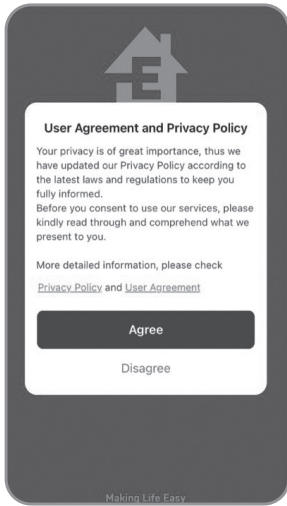 E
User Agreement and Privacy Policy
Your privacy is of great importance, thus we
have updated our Privacy Policy according to
the latest laws and regulations to keep you
fully informed.
Before you consent to use our services, please
kindly read through and comprehend what we
present to you.
More detailed information, please check
Privacy Policy and User Agreement
Agree
Disagree
Making Life Easy